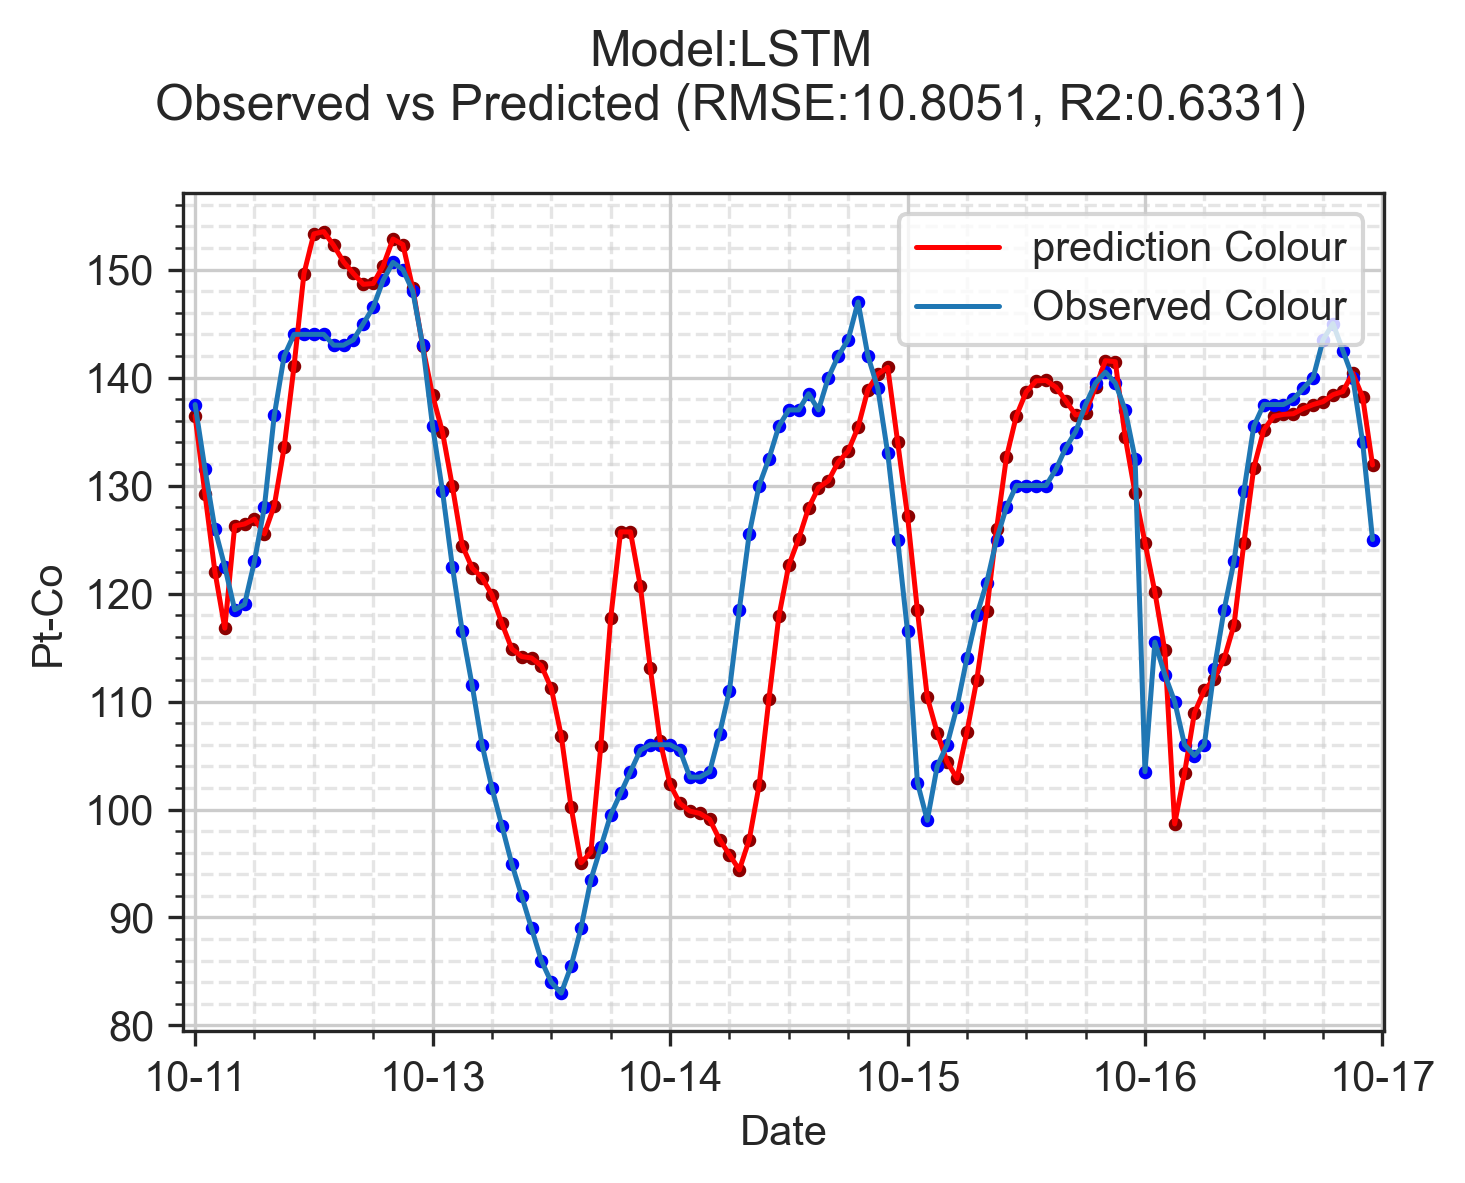 Model:LSTM
Observed vs Predicted (RMSE:10.8051, R2:0.6331)
prediction Colour
Observed Colour
150
140
130
120
110
100
90
80
Pt-Co
10-11 10-13 10-14 10-15 10-16 10-17
Date